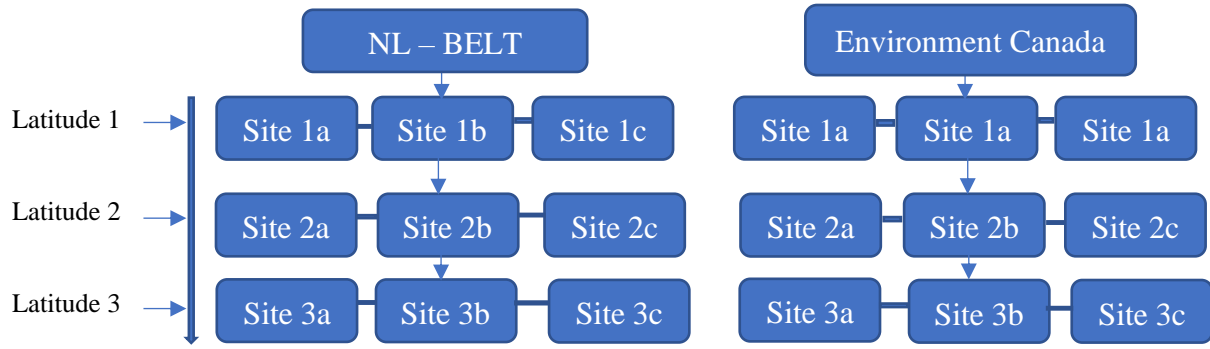 NL – BELT
Environment Canada
Latitude 1
Site 1a
Site 1b
Site 1c
Site 1a
Site 1a
Site 1a
Latitude 2
Site 2a
Site 2b
Site 2c
Site 2a
Site 2b
Site 2c
Latitude 3
Site 3a
Site 3b
Site 3c
Site 3a
Site 3b
Site 3c